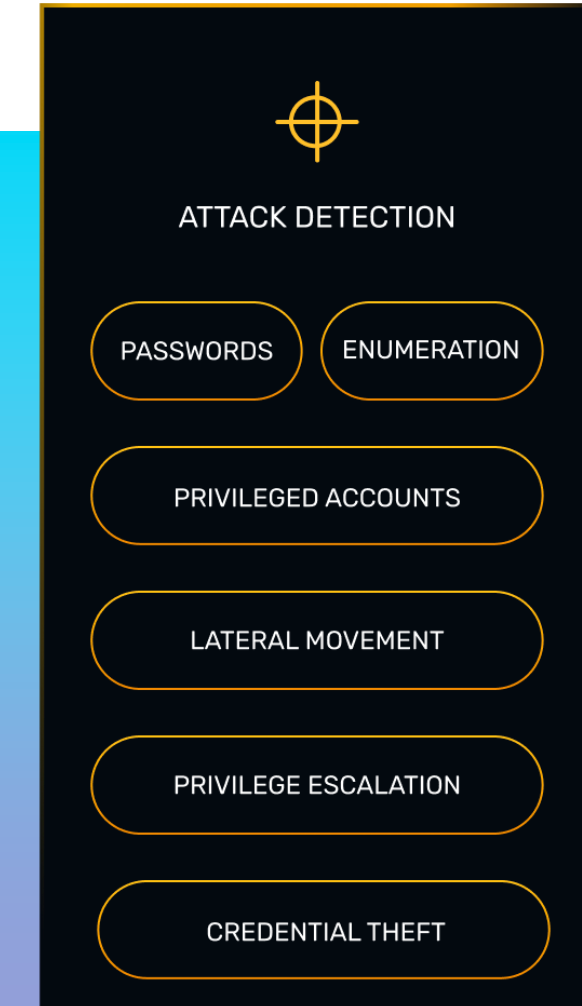 ATTACK DETECTION
PASSWORDS
ENUMERATION
PRIVILEGED ACCOUNTS
LATERAL MOVEMENT
PRIVILEGE ESCALATION
CREDENTIAL THEFT